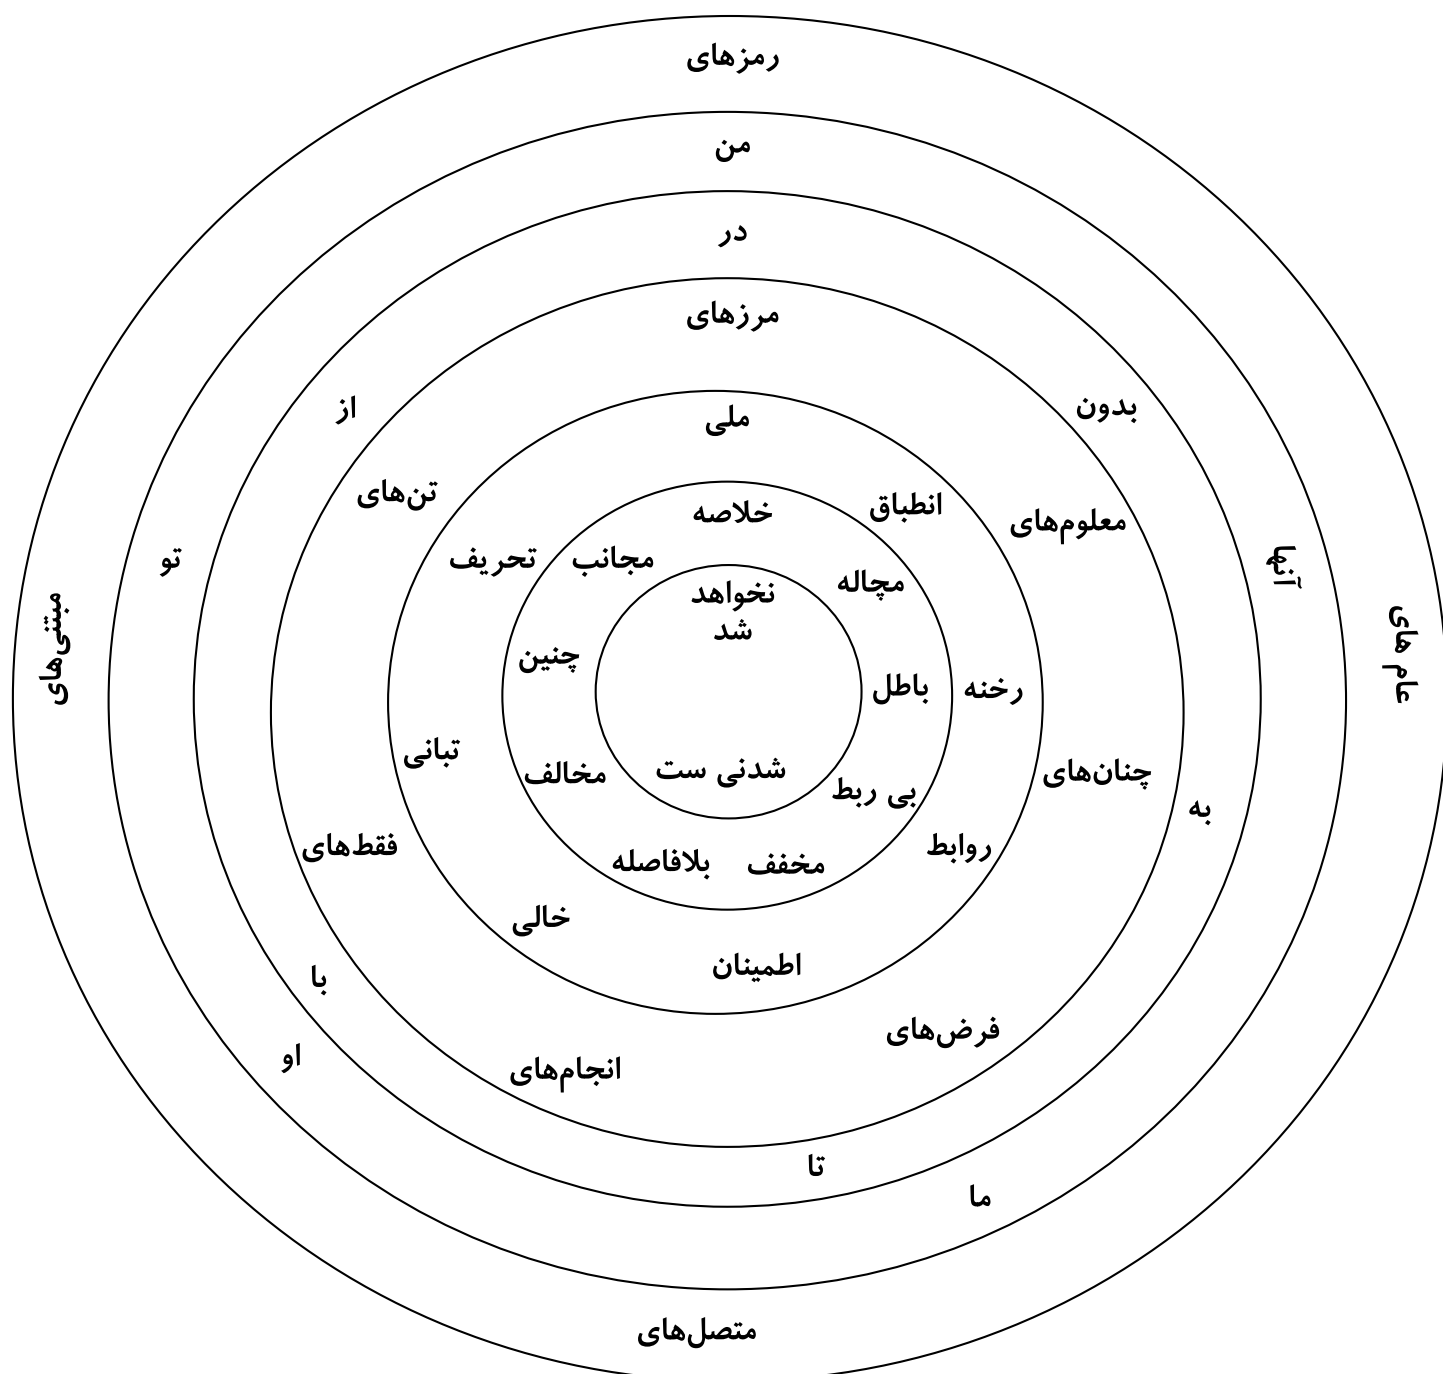 رمزهای
من
در
مرزهای
بدون
از
ملی
تن‌های
انطباق
معلوم‌های
خلاصه
تحریف
مجانب
تو
آنها
مچاله
نخواهد
شد
مبتنی‌های
عام های
چنین
باطل
رخنه
تبانی
مخالف
شدنی ست
بی ربط
چنان‌های
به
فقط‌های
بلافاصله
مخفف
روابط
خالی
اطمینان
با
او
فرض‌های
انجام‌های
تا
ما
متصل‌های